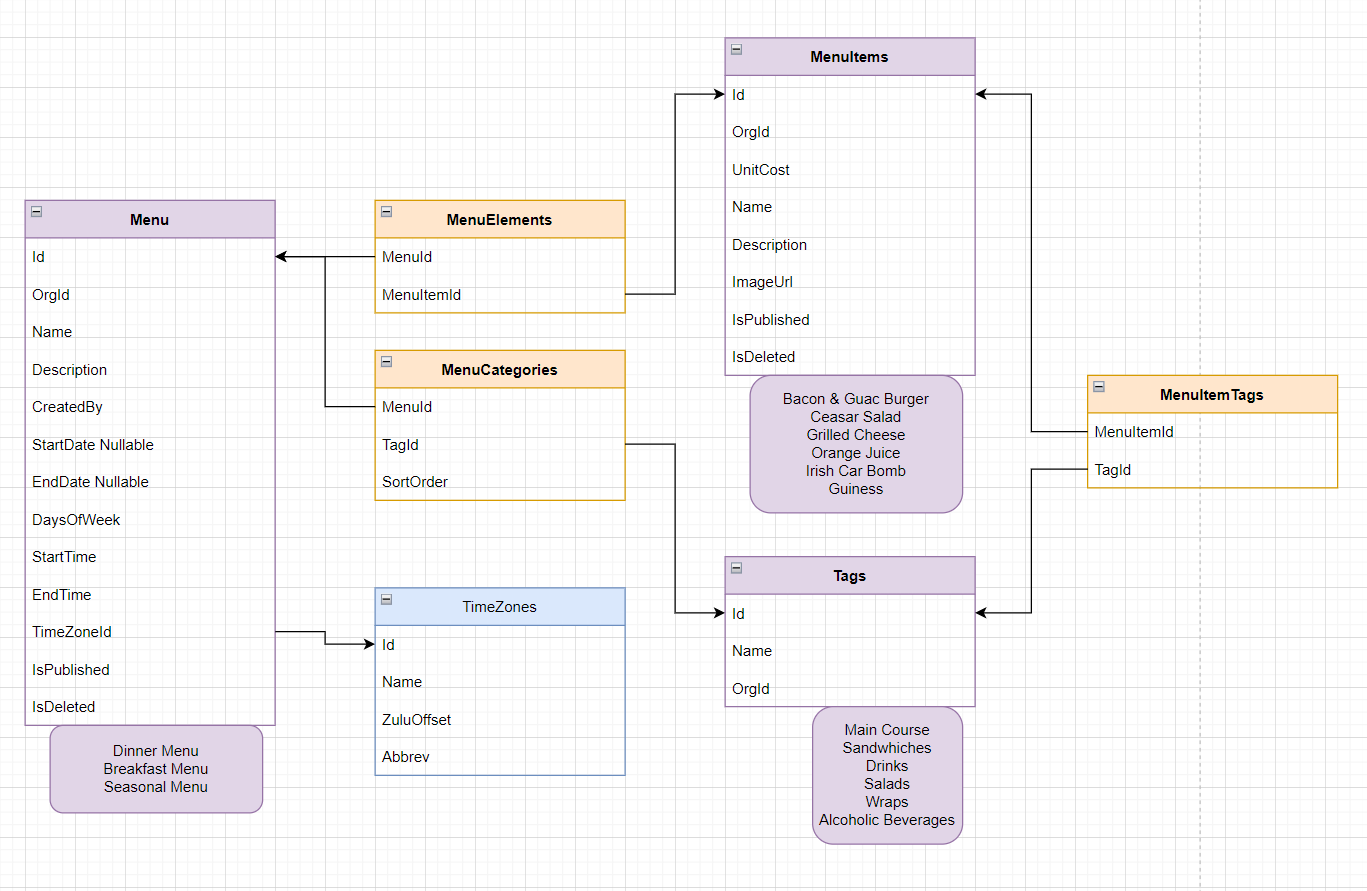 Menu
Id
OrgId
Name
Description
CreatedBy
StartDate Nullable
EndDate Nullable
DaysOfWeek
StartTime
EndTime
TimeZoneId
IsPublished
IsDeleted
Dinner Menu
Breakfast Menu
Seasonal Menu
MenuElements
MenuId
MenuItemId
MenuCategories
MenuId
TagId
SortOrder
TimeZones
Id
Name
ZuluOffset
Abbrev
MenuItems
Id
OrgId
UnitCost
Name
Description
ImageUrl
IsPublished
IsDeleted
Bacon & Guac Burger
Ceasar Salad
Grilled Cheese
Orange Juice
Irish Car Bomb
Guiness
Tags
Id
Name
OrgId
Main Course
Sandwhiches
Drinks
Salads
Wraps
Alcoholic Beverages
MenuItemTags
MenuItemId
TagId